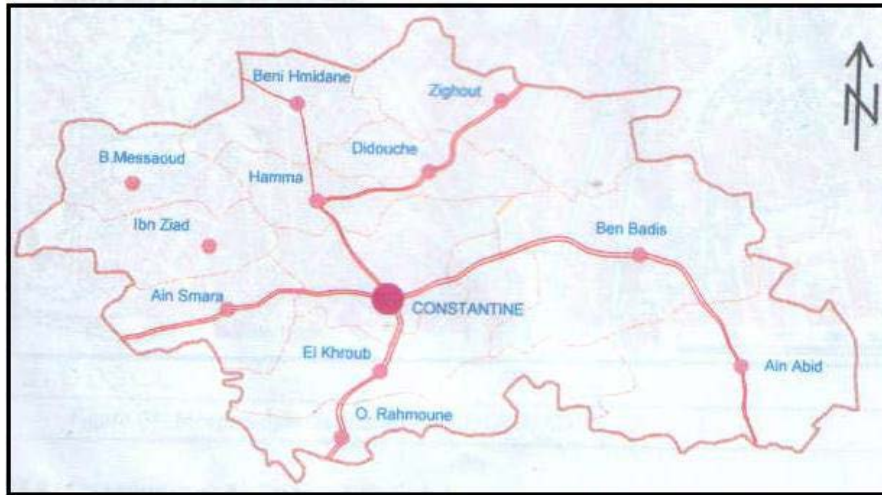 Beni Hmidane
Zighout
B.Messaoud
Didouche
Hamma
Ibn Ziad
Ben Badis
Ain Smara
CONSTANTINE
El Khroub
Ain Abid
O. Rahmoune
N